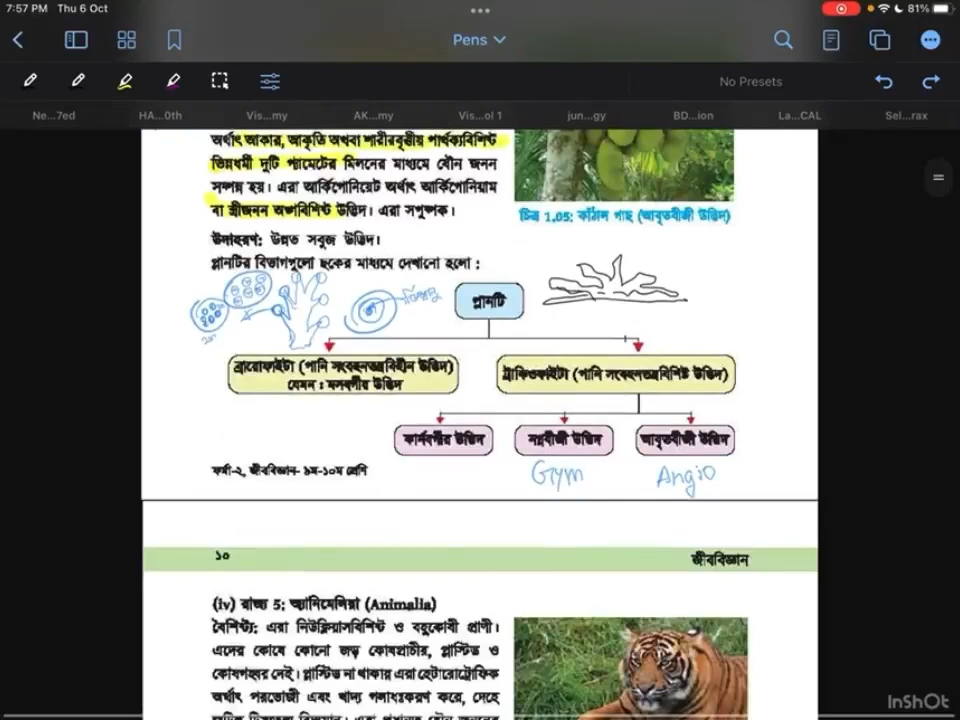 7:57 PM Thu 6 Oct
81%
Pens
No Presets
Ne...7ed
HA...0th
Vis...my
AK...my
Vis...ol 1
jun...gy
BD...ion
La...CAL
Sel...rax
অর্থাৎ আকার, আকৃতি অথবা শারীরবৃত্তীয় পার্থক্যবিশিষ্ট
ভিন্নধর্মী দুটি গ্যামেটের মিলনের মাধ্যমে যৌন জনন
সম্পন্ন হয়। এরা আর্কিগোনিয়েট অর্থাৎ আর্কিগোনিয়াম
বা স্ত্রীজনন অঙ্গবিশিষ্ট উদ্ভিদ। এরা সপুষ্পক।
চিত্র 1.05: কাঁঠাল গাছ (আবৃতবীজী উদ্ভিদ)
উদাহরণ: উন্নত সবুজ উদ্ভিদ।
প্লানটির বিভাগগুলো ছকের মাধ্যমে দেখানো হলো :
প্লানটি
ব্রায়োফাইটা (পানি সংবহনতন্ত্রবিহীন উদ্ভিদ)
যেমন : মসবর্গীয় উদ্ভিদ
ট্রাকিওফাইটা (পানি সংবহনতন্ত্রবিশিষ্ট উদ্ভিদ)
ফার্নবর্গীয় উদ্ভিদ
নগ্নবীজী উদ্ভিদ
আবৃতবীজী উদ্ভিদ
Gym
Angio
ফর্মা-২, জীববিজ্ঞান- ৯ম-১০ম শ্রেণি
১০
জীববিজ্ঞান
(iv) রাজ্য 5: অ্যানিমেলিয়া (Animalia)
বৈশিষ্ট্য: এরা নিউক্লিয়াসবিশিষ্ট ও বহুকোষী প্রাণী।
এদের কোষে কোনো জড় কোষপ্রাচীর, প্লাস্টিড ও
কোষগহ্বর নেই। প্লাস্টিড না থাকায় এরা হেটারোট্রোফিক
অর্থাৎ পরভোজী এবং খাদ্য গলাধঃকরণ করে, দেহে
InShOt